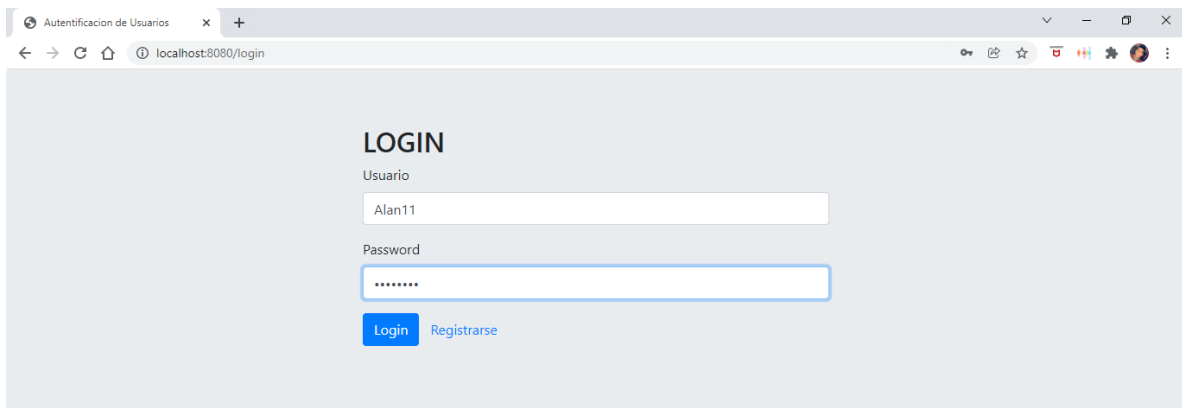 Autentificacion de Usuarios
localhost:8080/login
LOGIN
Usuario
Alan11
Password
••••••••
Login Registrarse